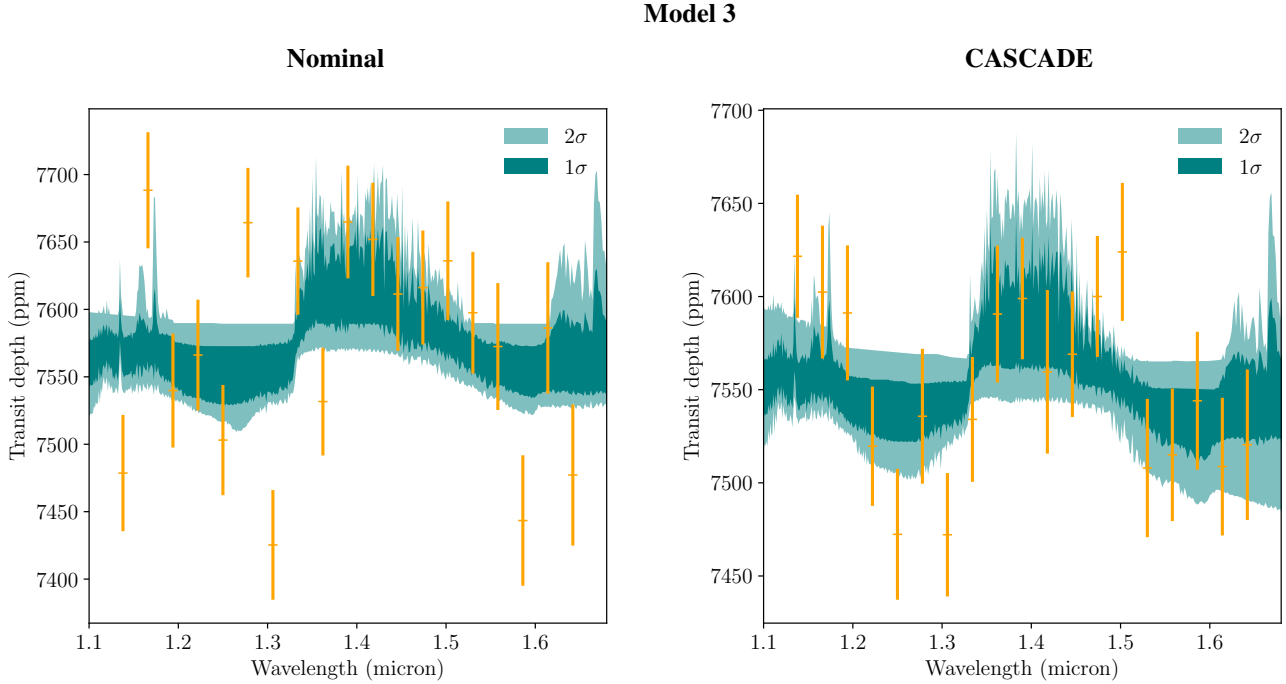 Model 3
Nominal
2σ
1σ
7700
7650
7600
7550
7500
7450
7400
Transit depth (ppm)
1.1 1.2 1.3 1.4 1.5 1.6
Wavelength (micron)
CASCADE
2σ
1σ
7700
7650
7600
7550
7500
7450
Transit depth (ppm)
1.1 1.2 1.3 1.4 1.5 1.6
Wavelength (micron)